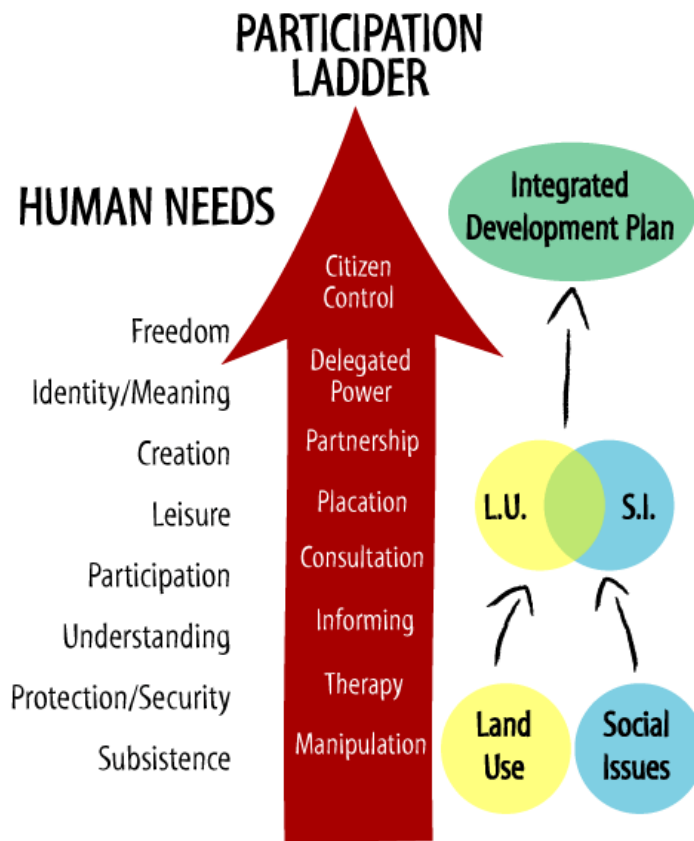 PARTICIPATION
LADDER
HUMAN NEEDS
Freedom
Identity/Meaning
Creation
Leisure
Participation
Understanding
Protection/Security
Subsistence
Citizen
Control
Delegated
Power
Partnership
Placation
Consultation
Informing
Therapy
Manipulation
Integrated
Development Plan
L.U.
S.I.
Land
Use
Social
Issues